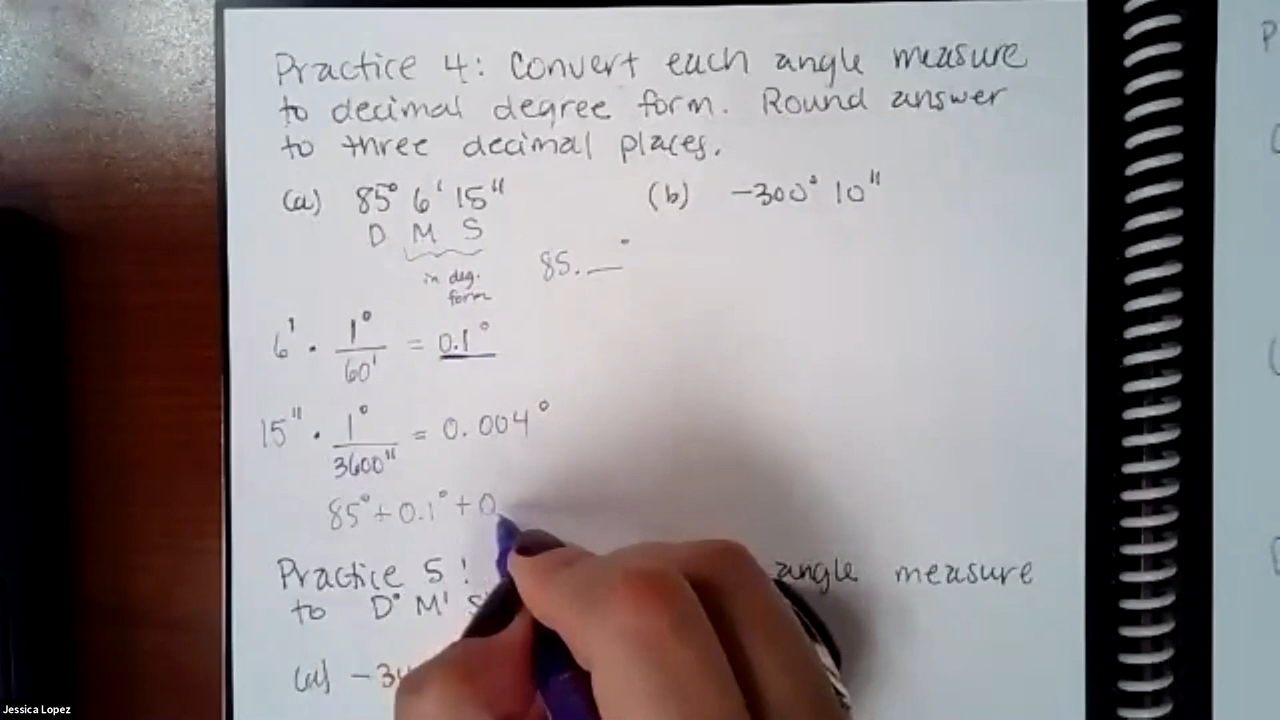 Practice 4: Convert each angle measure
to decimal degree form. Round answer
to three decimal places.
(a) 85° 6' 15" (b) -300° 10"
D M S
in deg. form
85.__°
6' · 1°/60' = 0.1°
15" · 1°/3600" = 0.004°
85° + 0.1° + 0.
Practice 5: angle measure
to D° M' S
(a) -34
Jessica Lopez